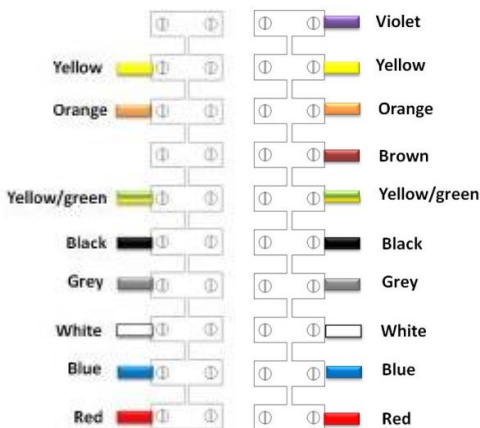 Violet
Yellow Yellow
Orange Orange
Brown
Yellow/green Yellow/green
Black Black
Grey Grey
White White
Blue Blue
Red Red